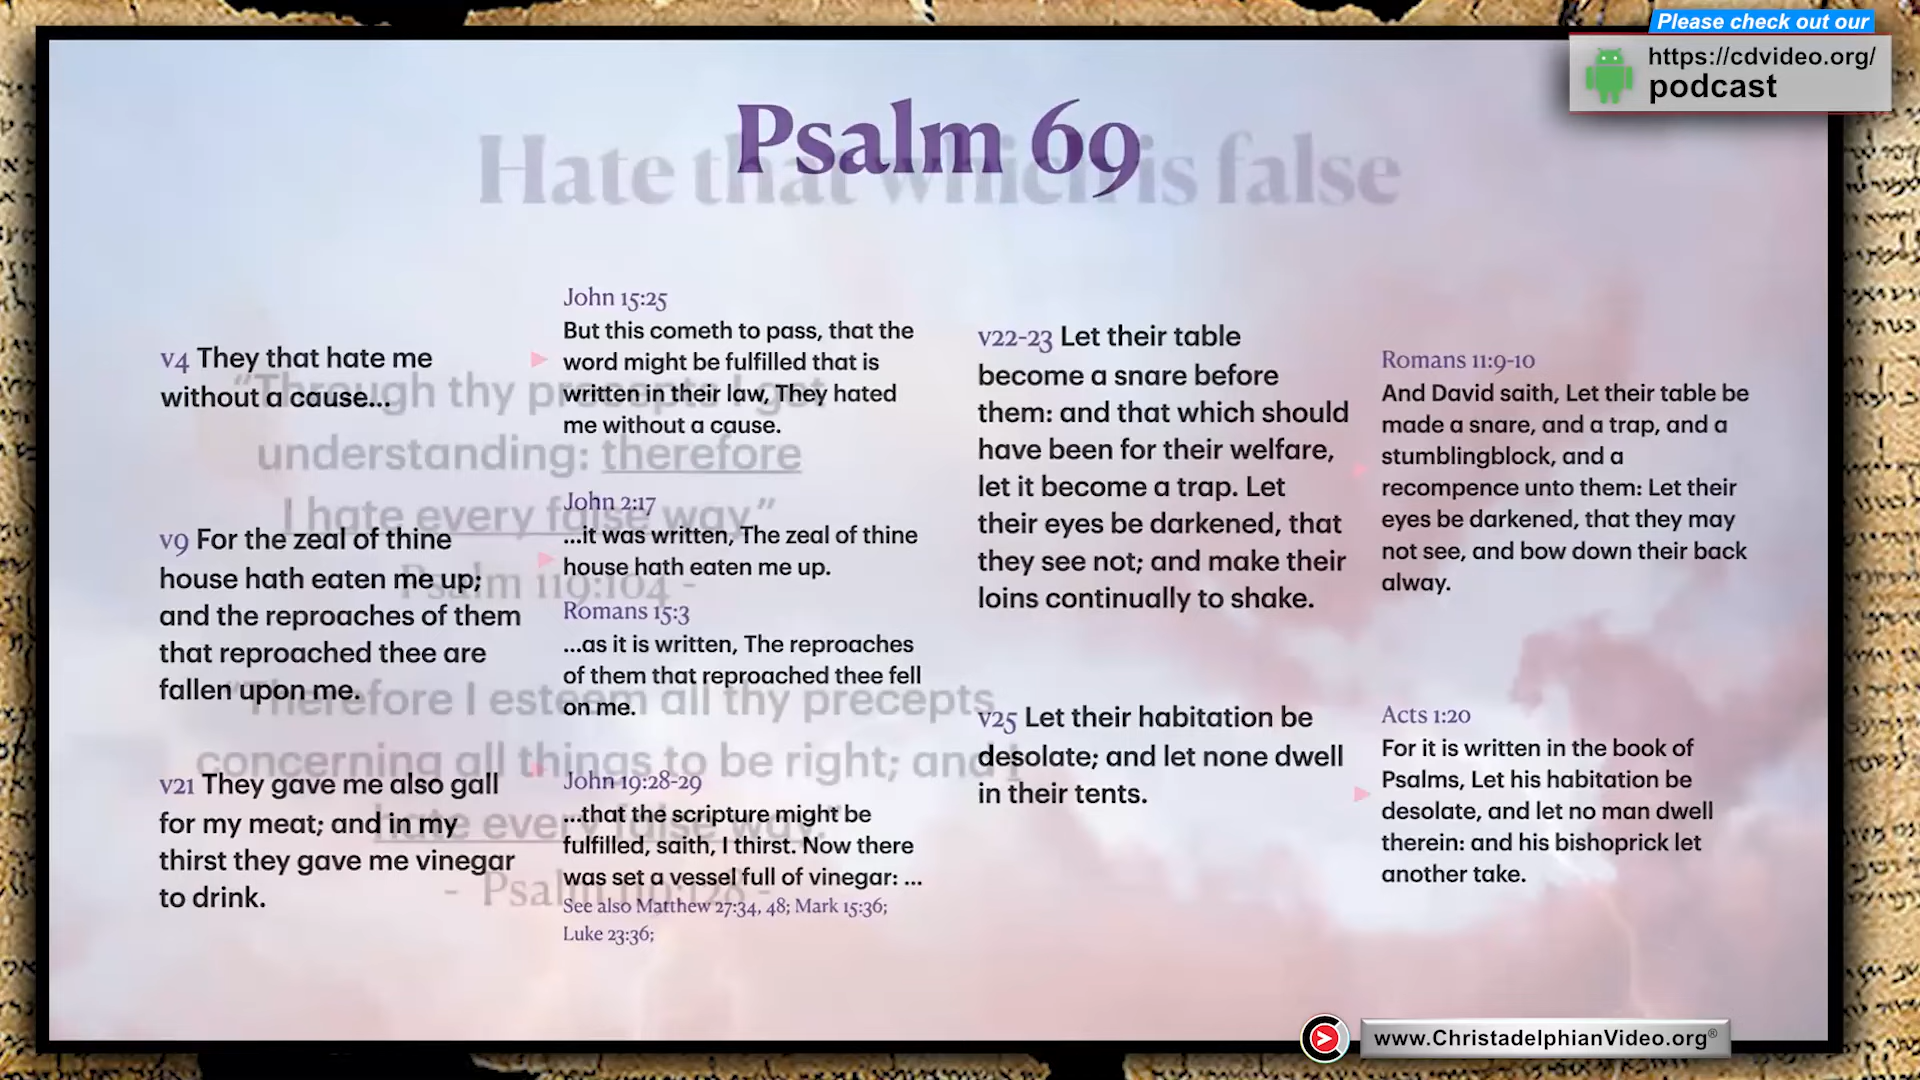 Please check out our
https://cdvideo.org/
podcast
Psalm 69
Hate that which is false
v4 They that hate me
without a cause...
John 15:25
But this cometh to pass, that the
word might be fulfilled that is
written in their law, They hated
me without a cause.
v9 For the zeal of thine
house hath eaten me up;
and the reproaches of them
that reproached thee are
fallen upon me.
John 2:17
...it was written, The zeal of thine
house hath eaten me up.
Romans 15:3
...as it is written, The reproaches
of them that reproached thee fell
on me.
v21 They gave me also gall
for my meat; and in my
thirst they gave me vinegar
to drink.
John 19:28-29
...that the scripture might be
fulfilled, saith, I thirst. Now there
was set a vessel full of vinegar: ...
See also Matthew 27:34, 48; Mark 15:36;
Luke 23:36;
v22-23 Let their table
become a snare before
them: and that which should
have been for their welfare,
let it become a trap. Let
their eyes be darkened, that
they see not; and make their
loins continually to shake.
Romans 11:9-10
And David saith, Let their table be
made a snare, and a trap, and a
stumblingblock, and a
recompence unto them: Let their
eyes be darkened, that they may
not see, and bow down their back
alway.
v25 Let their habitation be
desolate; and let none dwell
in their tents.
Acts 1:20
For it is written in the book of
Psalms, Let his habitation be
desolate, and let no man dwell
therein: and his bishoprick let
another take.
"Through thy precepts I get
understanding: therefore
I hate every false way."
Psalm 119:104 -
"Therefore I esteem all thy precepts
concerning all things to be right; and I
hate every false way."
- Psalm 119:128 -
www.ChristadelphianVideo.org®